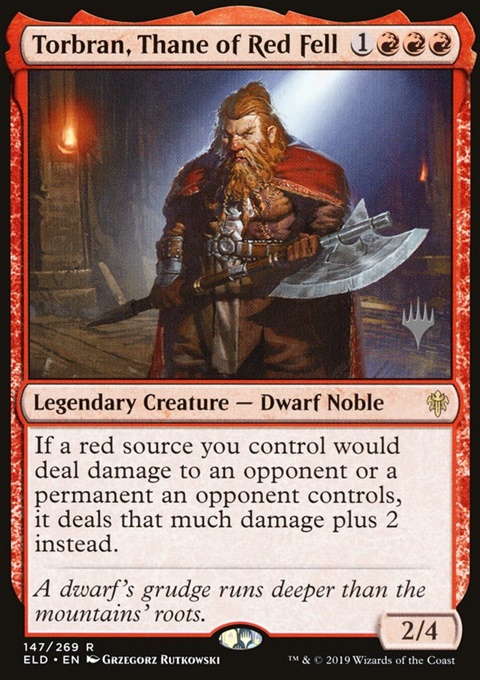 Torbran, Thane of Red Fell 1
Legendary Creature — Dwarf Noble
If a red source you control would
deal damage to an opponent or a
permanent an opponent controls,
it deals that much damage plus 2
instead.
A dwarf's grudge runs deeper than the
mountains' roots.
2/4
147/269 R
ELD • EN Grzegorz Rutkowski
™ & © 2019 Wizards of the Coast